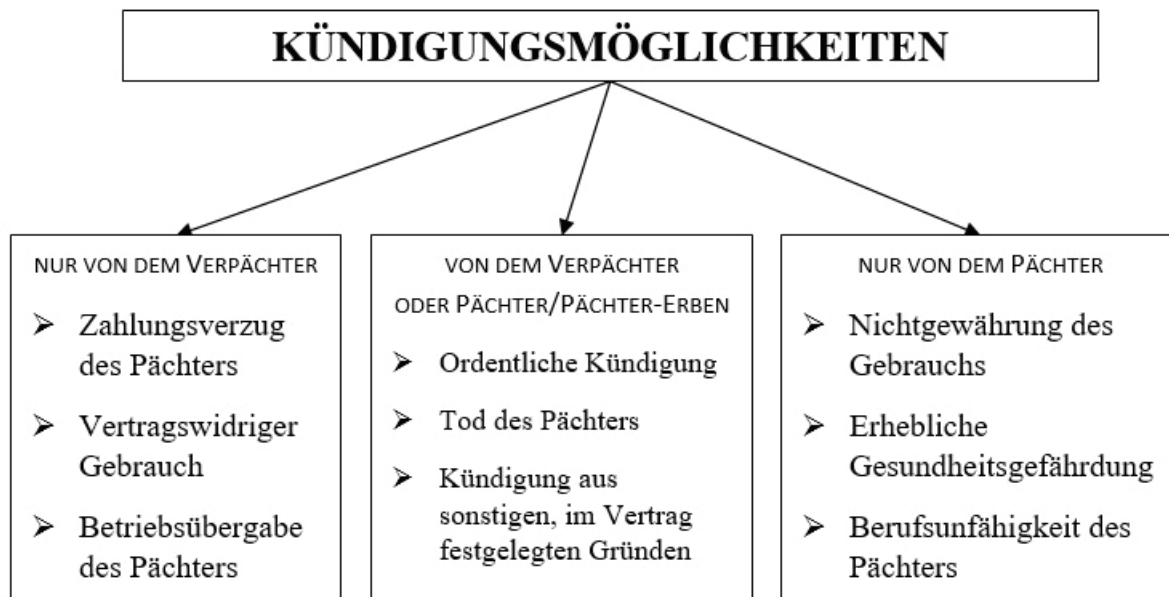 KÜNDIGUNGSMÖGLICHKEITEN
NUR VON DEM VERPÄCHTER
➢ Zahlungsverzug
des Pächters
➢ Vertragswidriger
Gebrauch
➢ Betriebsübergabe
des Pächters
VON DEM VERPÄCHTER
ODER PÄCHTER/PÄCHTER-ERBEN
➢ Ordentliche Kündigung
➢ Tod des Pächters
➢ Kündigung aus
sonstigen, im Vertrag
festgelegten Gründen
NUR VON DEM PÄCHTER
➢ Nichtgewährung des
Gebrauchs
➢ Erhebliche
Gesundheitsgefährdung
➢ Berufsunfähigkeit des
Pächters